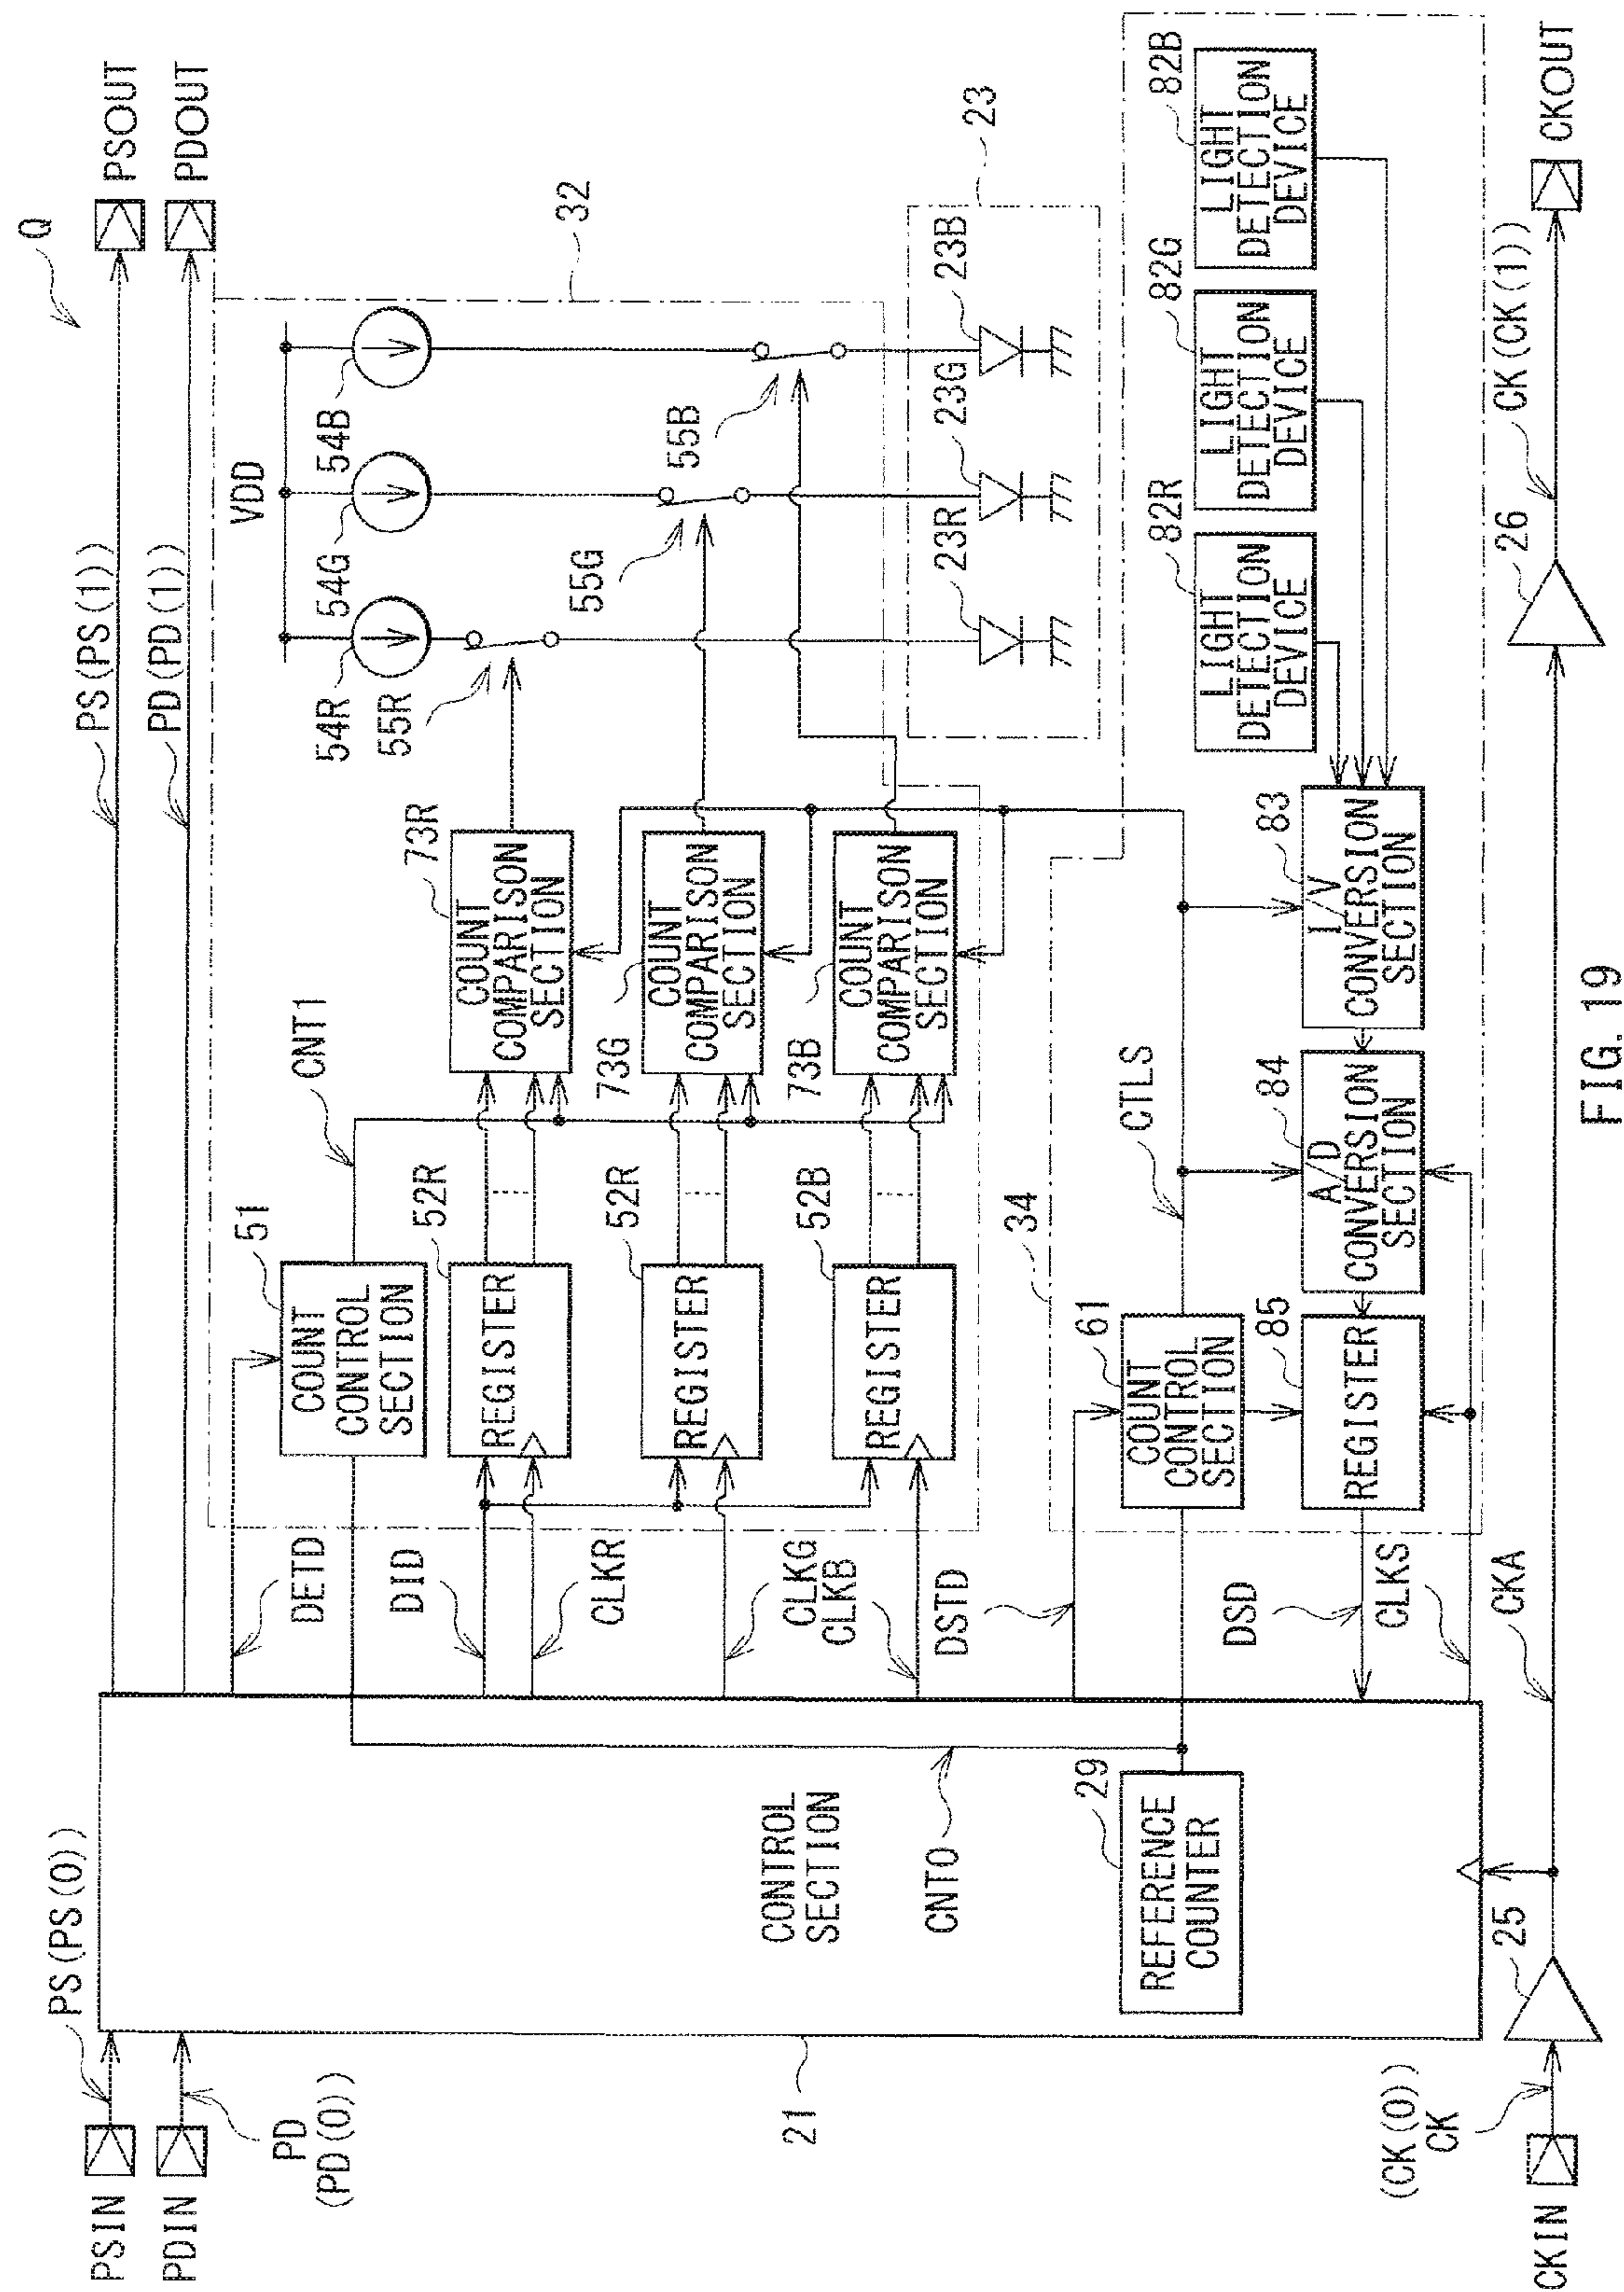 Q
PSIN
PS(PS(0))
PS(PS(1))
PSOUT
PDIN
PD
(PD(0))
PD(PD(1))
PDOUT
21
CONTROL
SECTION
REFERENCE
COUNTER
29
CNT0
DETD
DID
CLKR
CLKG
CLKB
DSTD
DSD
CLKS
CKA
COUNT
CONTROL
SECTION
51
CNT1
REGISTER
52R
REGISTER
52R
REGISTER
52B
COUNT
COMPARISON
SECTION
73R
COUNT
COMPARISON
SECTION
73G
COUNT
COMPARISON
SECTION
73B
VDD
54R
54G
54B
55R
55G
55B
32
23
23R
23G
23B
34
COUNT
CONTROL
SECTION
61
CTLS
REGISTER
85
A/D
CONVERSION
SECTION
84
I/V
CONVERSION
SECTION
83
LIGHT
DETECTION
DEVICE
82R
LIGHT
DETECTION
DEVICE
82G
LIGHT
DETECTION
DEVICE
82B
CKIN
(CK(0))
CK
25
26
CK(CK(1))
CKOUT
FIG. 19